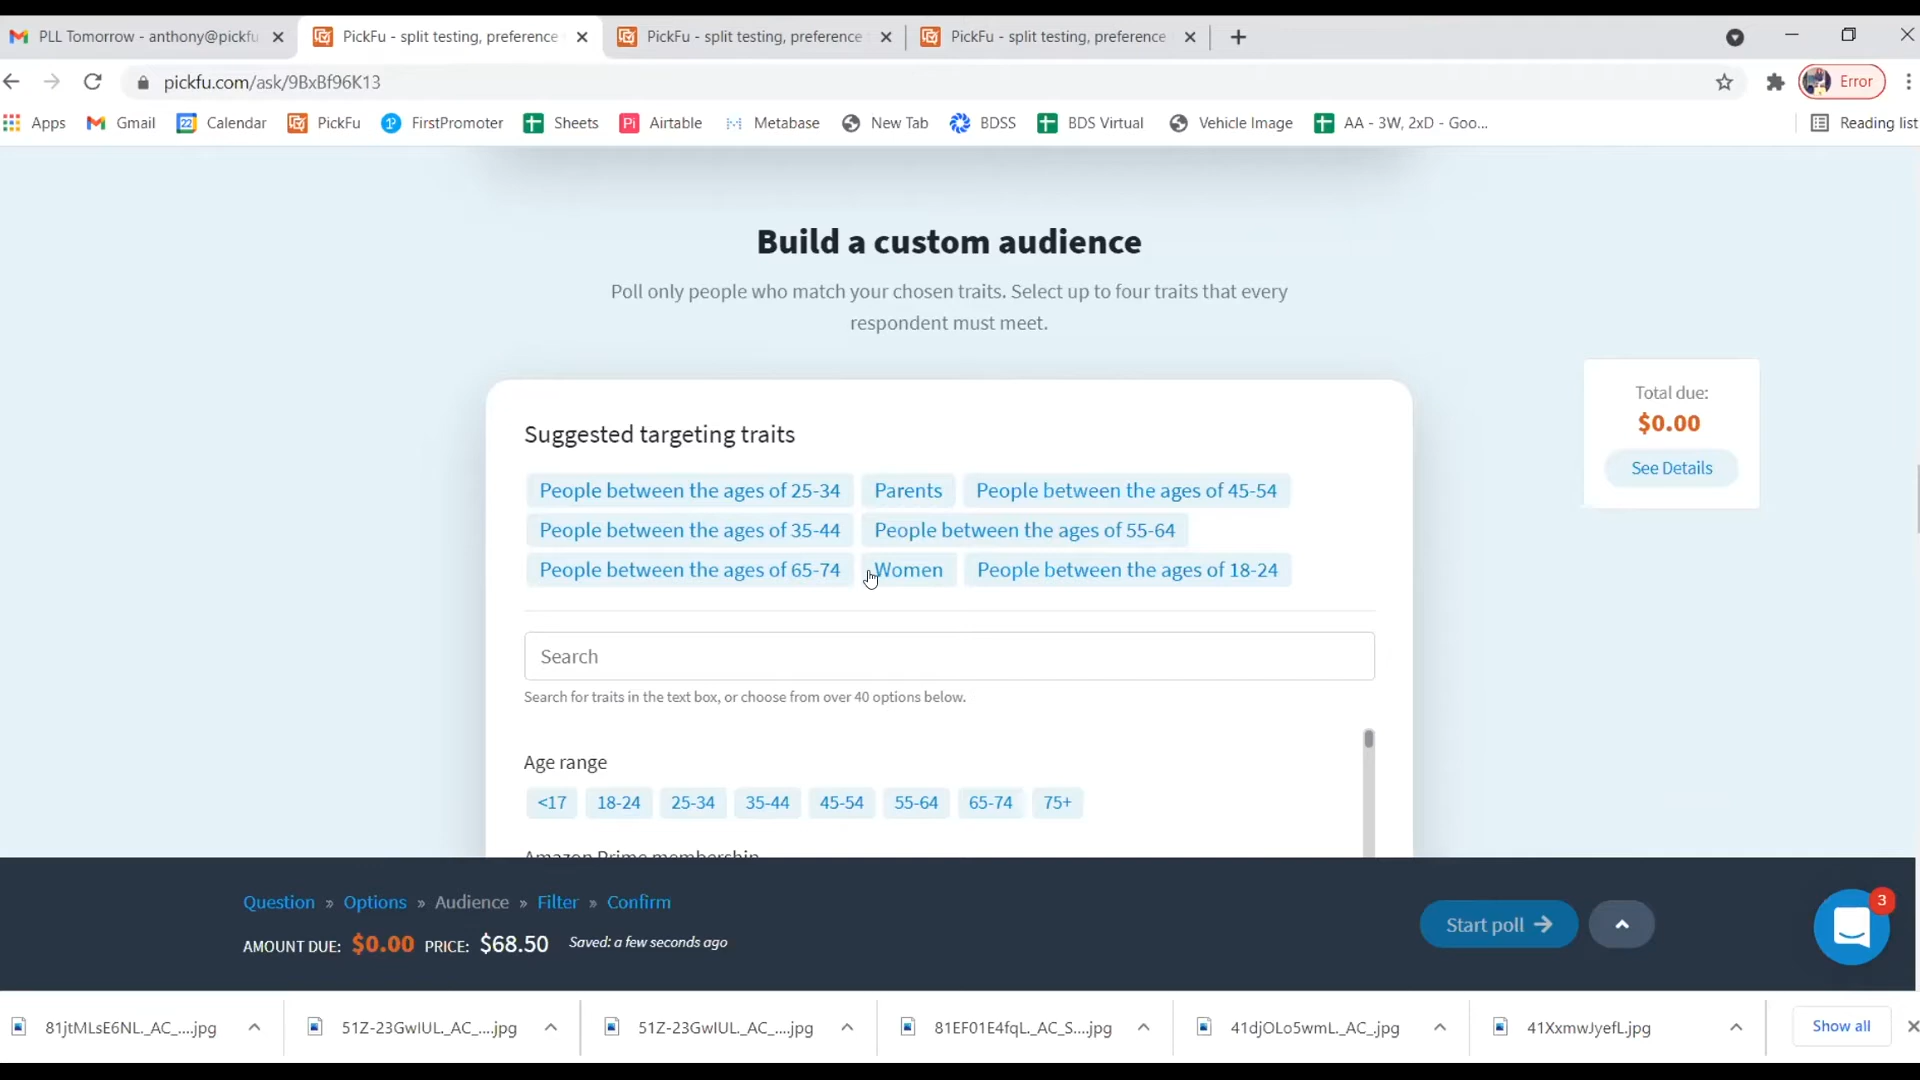 PLL Tomorrow - anthony@pickfu
PickFu - split testing, preference
PickFu - split testing, preference
PickFu - split testing, preference
pickfu.com/ask/9BxBf96K13
Error
Apps
Gmail
22
Calendar
PickFu
FirstPromoter
Sheets
Pi
Airtable
Metabase
New Tab
BDSS
BDS Virtual
Vehicle Image
AA - 3W, 2xD - Goo...
Reading list
Build a custom audience
Poll only people who match your chosen traits. Select up to four traits that every
respondent must meet.
Total due:
$0.00
See Details
Suggested targeting traits
People between the ages of 25-34 Parents People between the ages of 45-54
People between the ages of 35-44 People between the ages of 55-64
People between the ages of 65-74 Women People between the ages of 18-24
Search
Search for traits in the text box, or choose from over 40 options below.
Age range
<17 18-24 25-34 35-44 45-54 55-64 65-74 75+
Amazon Prime membership
Question » Options » Audience » Filter » Confirm
AMOUNT DUE: $0.00 PRICE: $68.50 Saved: a few seconds ago
Start poll
3
81jtMLsE6NL._AC_....jpg
51Z-23GwIUL._AC_....jpg
51Z-23GwIUL._AC_....jpg
81EF01E4fqL._AC_S....jpg
41djOLo5wmL._AC_.jpg
41XxmwJyefL.jpg
Show all